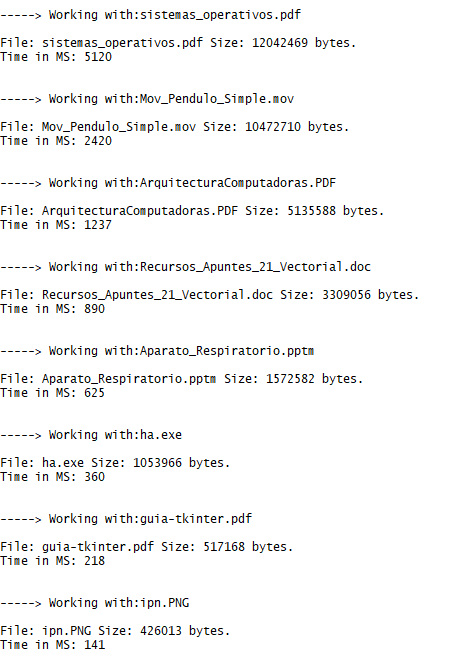 -----> Working with:sistemas_operativos.pdf
File: sistemas_operativos.pdf Size: 12042469 bytes.
Time in MS: 5120
-----> Working with:Mov_Pendulo_Simple.mov
File: Mov_Pendulo_Simple.mov Size: 10472710 bytes.
Time in MS: 2420
-----> Working with:ArquitecturaComputadoras.PDF
File: ArquitecturaComputadoras.PDF Size: 5135588 bytes.
Time in MS: 1237
-----> Working with:Recursos_Apuntes_21_Vectorial.doc
File: Recursos_Apuntes_21_Vectorial.doc Size: 3309056 bytes.
Time in MS: 890
-----> Working with:Aparato_Respiratorio.pptm
File: Aparato_Respiratorio.pptm Size: 1572582 bytes.
Time in MS: 625
-----> Working with:ha.exe
File: ha.exe Size: 1053966 bytes.
Time in MS: 360
-----> Working with:guia-tkinter.pdf
File: guia-tkinter.pdf Size: 517168 bytes.
Time in MS: 218
-----> Working with:ipn.PNG
File: ipn.PNG Size: 426013 bytes.
Time in MS: 141